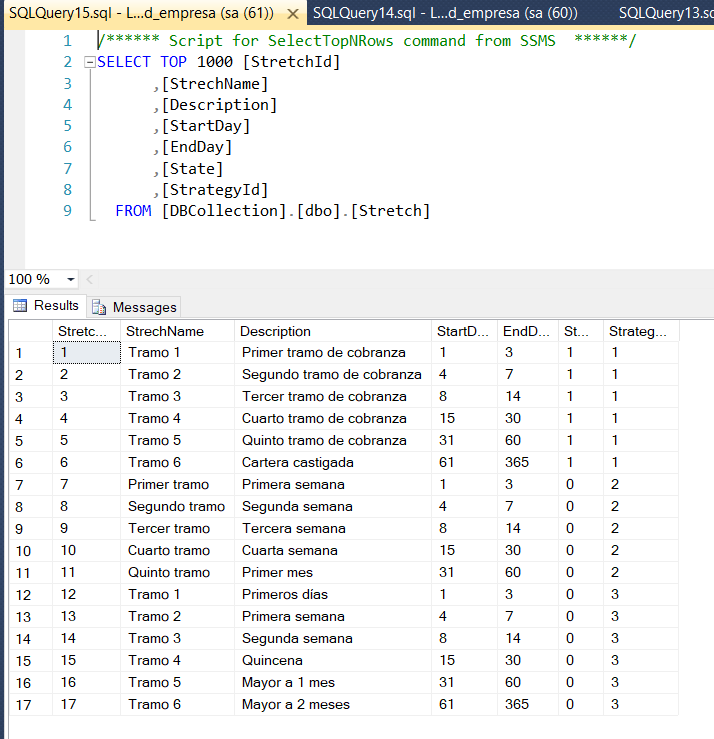 SQLQuery15.sql - L...d_empresa (sa (61)) SQLQuery14.sql - L...d_empresa (sa (60)) SQLQuery13.sq
1 /****** Script for SelectTopNRows command from SSMS ******/
2 SELECT TOP 1000 [StretchId]
3 ,[StrechName]
4 ,[Description]
5 ,[StartDay]
6 ,[EndDay]
7 ,[State]
8 ,[StrategyId]
9 FROM [DBCollection].[dbo].[Stretch]
100 %
Results Messages
Stretc... StrechName Description StartD... EndD... St... Strateg...
1 1 Tramo 1 Primer tramo de cobranza 1 3 1 1
2 2 Tramo 2 Segundo tramo de cobranza 4 7 1 1
3 3 Tramo 3 Tercer tramo de cobranza 8 14 1 1
4 4 Tramo 4 Cuarto tramo de cobranza 15 30 1 1
5 5 Tramo 5 Quinto tramo de cobranza 31 60 1 1
6 6 Tramo 6 Cartera castigada 61 365 1 1
7 7 Primer tramo Primera semana 1 3 0 2
8 8 Segundo tramo Segunda semana 4 7 0 2
9 9 Tercer tramo Tercera semana 8 14 0 2
10 10 Cuarto tramo Cuarta semana 15 30 0 2
11 11 Quinto tramo Primer mes 31 60 0 2
12 12 Tramo 1 Primeros días 1 3 0 3
13 13 Tramo 2 Primera semana 4 7 0 3
14 14 Tramo 3 Segunda semana 8 14 0 3
15 15 Tramo 4 Quincena 15 30 0 3
16 16 Tramo 5 Mayor a 1 mes 31 60 0 3
17 17 Tramo 6 Mayor a 2 meses 61 365 0 3